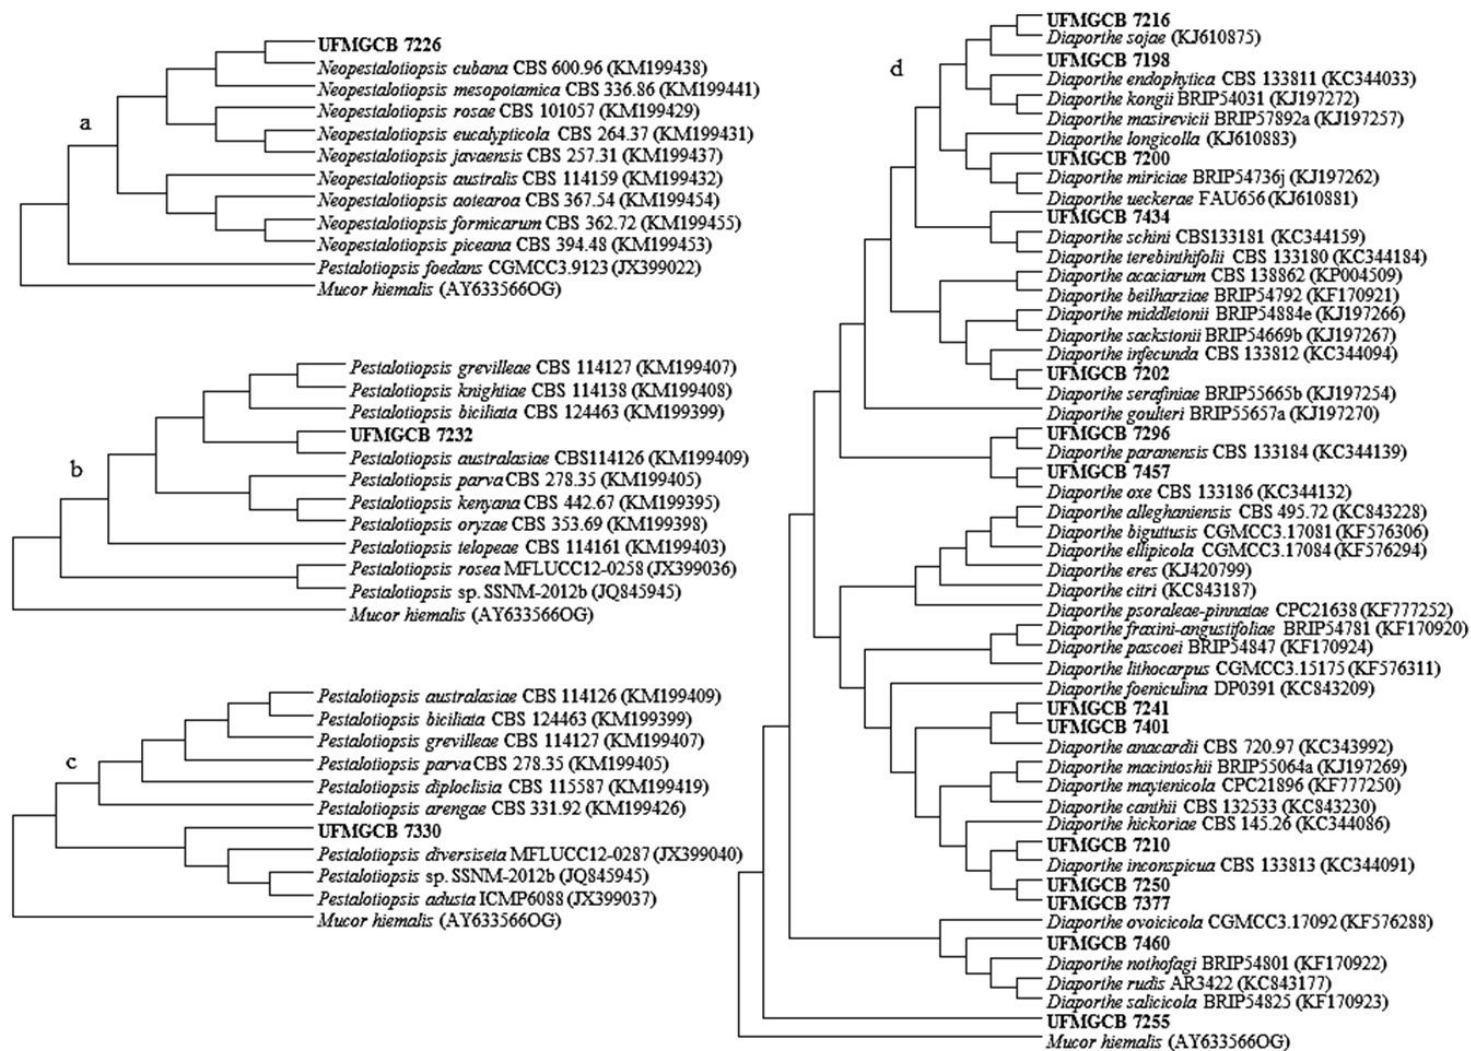 a
UFMGCB 7226
Neopestalotiopsis cubana CBS 600.96 (KM199438)
Neopestalotiopsis mesopotamica CBS 336.86 (KM199441)
Neopestalotiopsis rosae CBS 101057 (KM199429)
Neopestalotiopsis eucalypticola CBS 264.37 (KM199431)
Neopestalotiopsis javaensis CBS 257.31 (KM199437)
Neopestalotiopsis australis CBS 114159 (KM199432)
Neopestalotiopsis aotearoa CBS 367.54 (KM199454)
Neopestalotiopsis formicarum CBS 362.72 (KM199455)
Neopestalotiopsis piceana CBS 394.48 (KM199453)
Pestalotiopsis foedans CGMCC3.9123 (JX399022)
Mucor hiemalis (AY633566OG)
b
Pestalotiopsis grevilleae CBS 114127 (KM199407)
Pestalotiopsis knightiae CBS 114138 (KM199408)
Pestalotiopsis biciliata CBS 124463 (KM199399)
UFMGCB 7232
Pestalotiopsis australasiae CBS114126 (KM199409)
Pestalotiopsis parva CBS 278.35 (KM199405)
Pestalotiopsis kenyana CBS 442.67 (KM199395)
Pestalotiopsis oryzae CBS 353.69 (KM199398)
Pestalotiopsis telopeae CBS 114161 (KM199403)
Pestalotiopsis rosea MFLUCC12-0258 (JX399036)
Pestalotiopsis sp. SSNM-2012b (JQ845945)
Mucor hiemalis (AY633566OG)
c
Pestalotiopsis australasiae CBS 114126 (KM199409)
Pestalotiopsis biciliata CBS 124463 (KM199399)
Pestalotiopsis grevilleae CBS 114127 (KM199407)
Pestalotiopsis parva CBS 278.35 (KM199405)
Pestalotiopsis diploclisia CBS 115587 (KM199419)
Pestalotiopsis arengae CBS 331.92 (KM199426)
UFMGCB 7330
Pestalotiopsis diversiseta MFLUCC12-0287 (JX399040)
Pestalotiopsis sp. SSNM-2012b (JQ845945)
Pestalotiopsis adusta ICMP6088 (JX399037)
Mucor hiemalis (AY633566OG)
d
UFMGCB 7216
Diaporthe sojae (KJ610875)
UFMGCB 7198
Diaporthe endophytica CBS 133811 (KC344033)
Diaporthe kongii BRIP54031 (KJ197272)
Diaporthe masirevicii BRIP57892a (KJ197257)
Diaporthe longicolla (KJ610883)
UFMGCB 7200
Diaporthe miriciae BRIP54736j (KJ197262)
Diaporthe ueckerae FAU656 (KJ610881)
UFMGCB 7434
Diaporthe schini CBS133181 (KC344159)
Diaporthe terebinthifolii CBS 133180 (KC344184)
Diaporthe acaciarum CBS 138862 (KP004509)
Diaporthe beilharziae BRIP54792 (KF170921)
Diaporthe middletonii BRIP54884e (KJ197266)
Diaporthe sackstonii BRIP54669b (KJ197267)
Diaporthe infecunda CBS 133812 (KC344094)
UFMGCB 7202
Diaporthe serafiniae BRIP55665b (KJ197254)
Diaporthe goulteri BRIP55657a (KJ197270)
UFMGCB 7296
Diaporthe paranensis CBS 133184 (KC344139)
UFMGCB 7457
Diaporthe oxe CBS 133186 (KC344132)
Diaporthe alleghaniensis CBS 495.72 (KC843228)
Diaporthe biguttusis CGMCC3.17081 (KF576306)
Diaporthe ellipicola CGMCC3.17084 (KF576294)
Diaporthe eres (KJ420799)
Diaporthe citri (KC843187)
Diaporthe psoraleae-pinnatae CPC21638 (KF777252)
Diaporthe fraxini-angustifoliae BRIP54781 (KF170920)
Diaporthe pascoei BRIP54847 (KF170924)
Diaporthe lithocarpus CGMCC3.15175 (KF576311)
Diaporthe foeniculina DP0391 (KC843209)
UFMGCB 7241
UFMGCB 7401
Diaporthe anacardii CBS 720.97 (KC343992)
Diaporthe macintoshii BRIP55064a (KJ197269)
Diaporthe maytenicola CPC21896 (KF777250)
Diaporthe canthii CBS 132533 (KC843230)
Diaporthe hickoriae CBS 145.26 (KC344086)
UFMGCB 7210
Diaporthe inconspicua CBS 133813 (KC344091)
UFMGCB 7250
UFMGCB 7377
Diaporthe ovoicicola CGMCC3.17092 (KF576288)
UFMGCB 7460
Diaporthe nothofagi BRIP54801 (KF170922)
Diaporthe rudis AR3422 (KC843177)
Diaporthe salicicola BRIP54825 (KF170923)
UFMGCB 7255
Mucor hiemalis (AY633566OG)